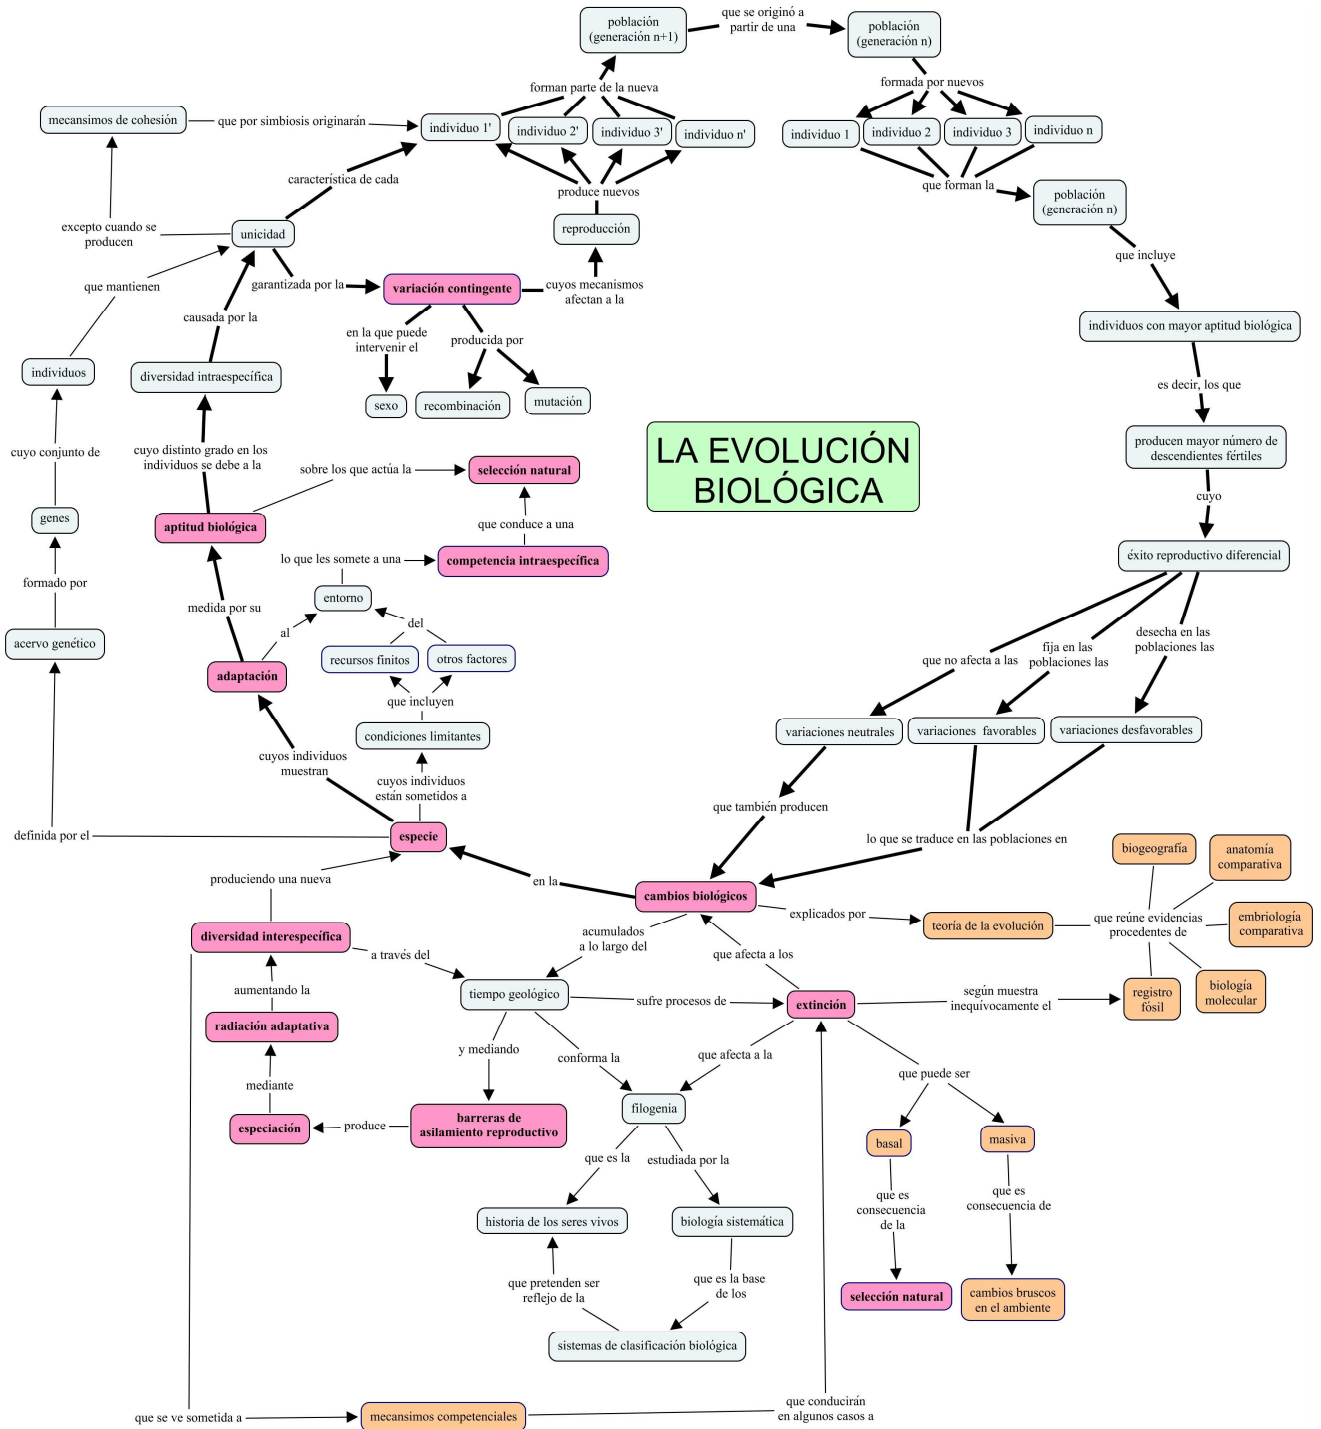 que se originó a
partir de una
población
(generación n+1)
población
(generación n)
forman parte de la nueva
formada por nuevos
mecansimos de cohesión
que por simbiosis originarán
individuo 1'
individuo 2'
individuo 3'
individuo n'
individuo 1
individuo 2
individuo 3
individuo n
característica de cada
produce nuevos
que forman la
población
(generación n)
excepto cuando se
producen
unicidad
reproducción
que incluye
que mantienen
garantizada por la
variación contingente
cuyos mecanismos
afectan a la
causada por la
en la que puede
intervenir el
producida por
individuos con mayor aptitud biológica
individuos
diversidad intraespecífica
es decir, los que
sexo
recombinación
mutación
LA EVOLUCIÓN
BIOLÓGICA
producen mayor número de
descendientes fértiles
cuyo conjunto de
cuyo distinto grado en los
individuos se debe a la
sobre los que actúa la
selección natural
cuyo
genes
aptitud biológica
que conduce a una
éxito reproductivo diferencial
lo que les somete a una
competencia intraespecífica
formado por
entorno
medida por su
al
del
acervo genético
recursos finitos
otros factores
que no afecta a las
fija en las
poblaciones las
desecha en las
poblaciones las
adaptación
que incluyen
condiciones limitantes
variaciones neutrales
variaciones favorables
variaciones desfavorables
cuyos individuos
muestran
cuyos individuos
están sometidos a
que también producen
definida por el
especie
lo que se traduce en las poblaciones en
biogeografía
anatomía
comparativa
produciendo una nueva
en la
cambios biológicos
explicados por
teoría de la evolución
que reúne evidencias
procedentes de
embriología
comparativa
diversidad interespecífica
a través del
acumulados
a lo largo del
que afecta a los
aumentando la
tiempo geológico
sufre procesos de
extinción
según muestra
inequívocamente el
registro
fósil
biología
molecular
radiación adaptativa
y mediando
conforma la
que afecta a la
que puede ser
mediante
filogenia
especiación
produce
barreras de
asilamiento reproductivo
basal
masiva
que es la
estudiada por la
que es
consecuencia
de la
que es
consecuencia de
historia de los seres vivos
biología sistemática
que pretenden ser
reflejo de la
que es la base
de los
selección natural
cambios bruscos
en el ambiente
sistemas de clasificación biológica
que se ve sometida a
mecansimos competenciales
que conducirán
en algunos casos a